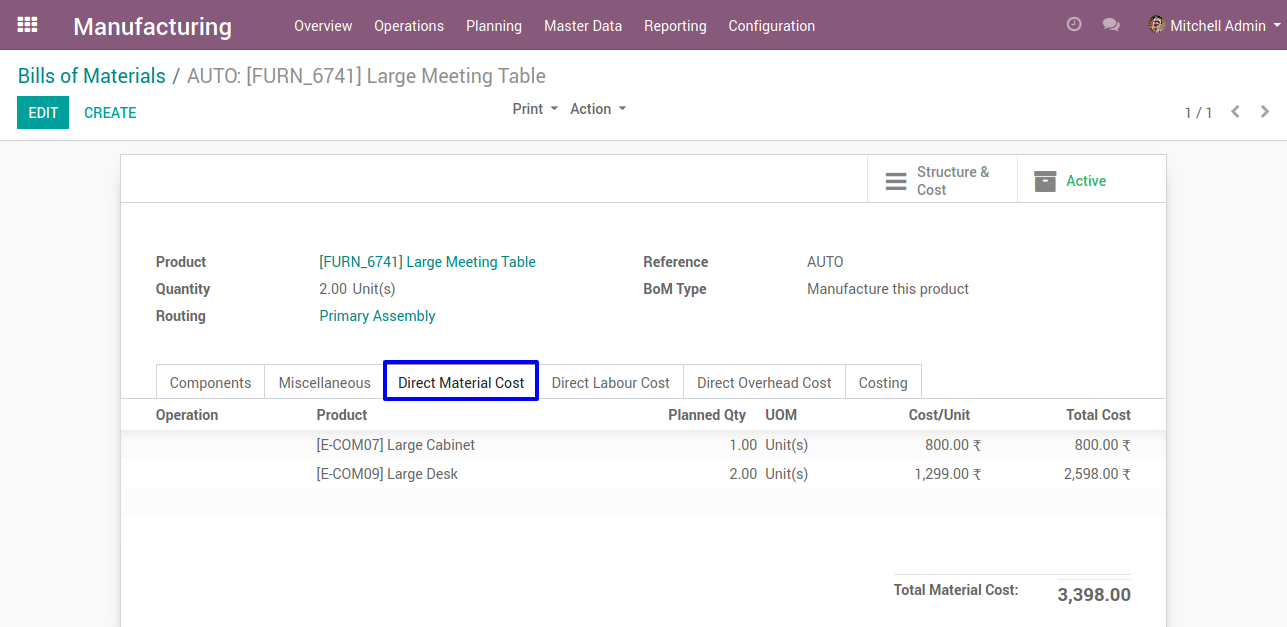 Manufacturing Overview Operations Planning Master Data Reporting Configuration Mitchell Admin
Bills of Materials / AUTO: [FURN_6741] Large Meeting Table
EDIT CREATE Print Action 1 / 1
Structure &
Cost
Active
Product [FURN_6741] Large Meeting Table Reference AUTO
Quantity 2.00 Unit(s) BoM Type Manufacture this product
Routing Primary Assembly
Components Miscellaneous Direct Material Cost Direct Labour Cost Direct Overhead Cost Costing
Operation Product Planned Qty UOM Cost/Unit Total Cost
[E-COM07] Large Cabinet 1.00 Unit(s) 800.00 ₹ 800.00 ₹
[E-COM09] Large Desk 2.00 Unit(s) 1,299.00 ₹ 2,598.00 ₹
Total Material Cost: 3,398.00